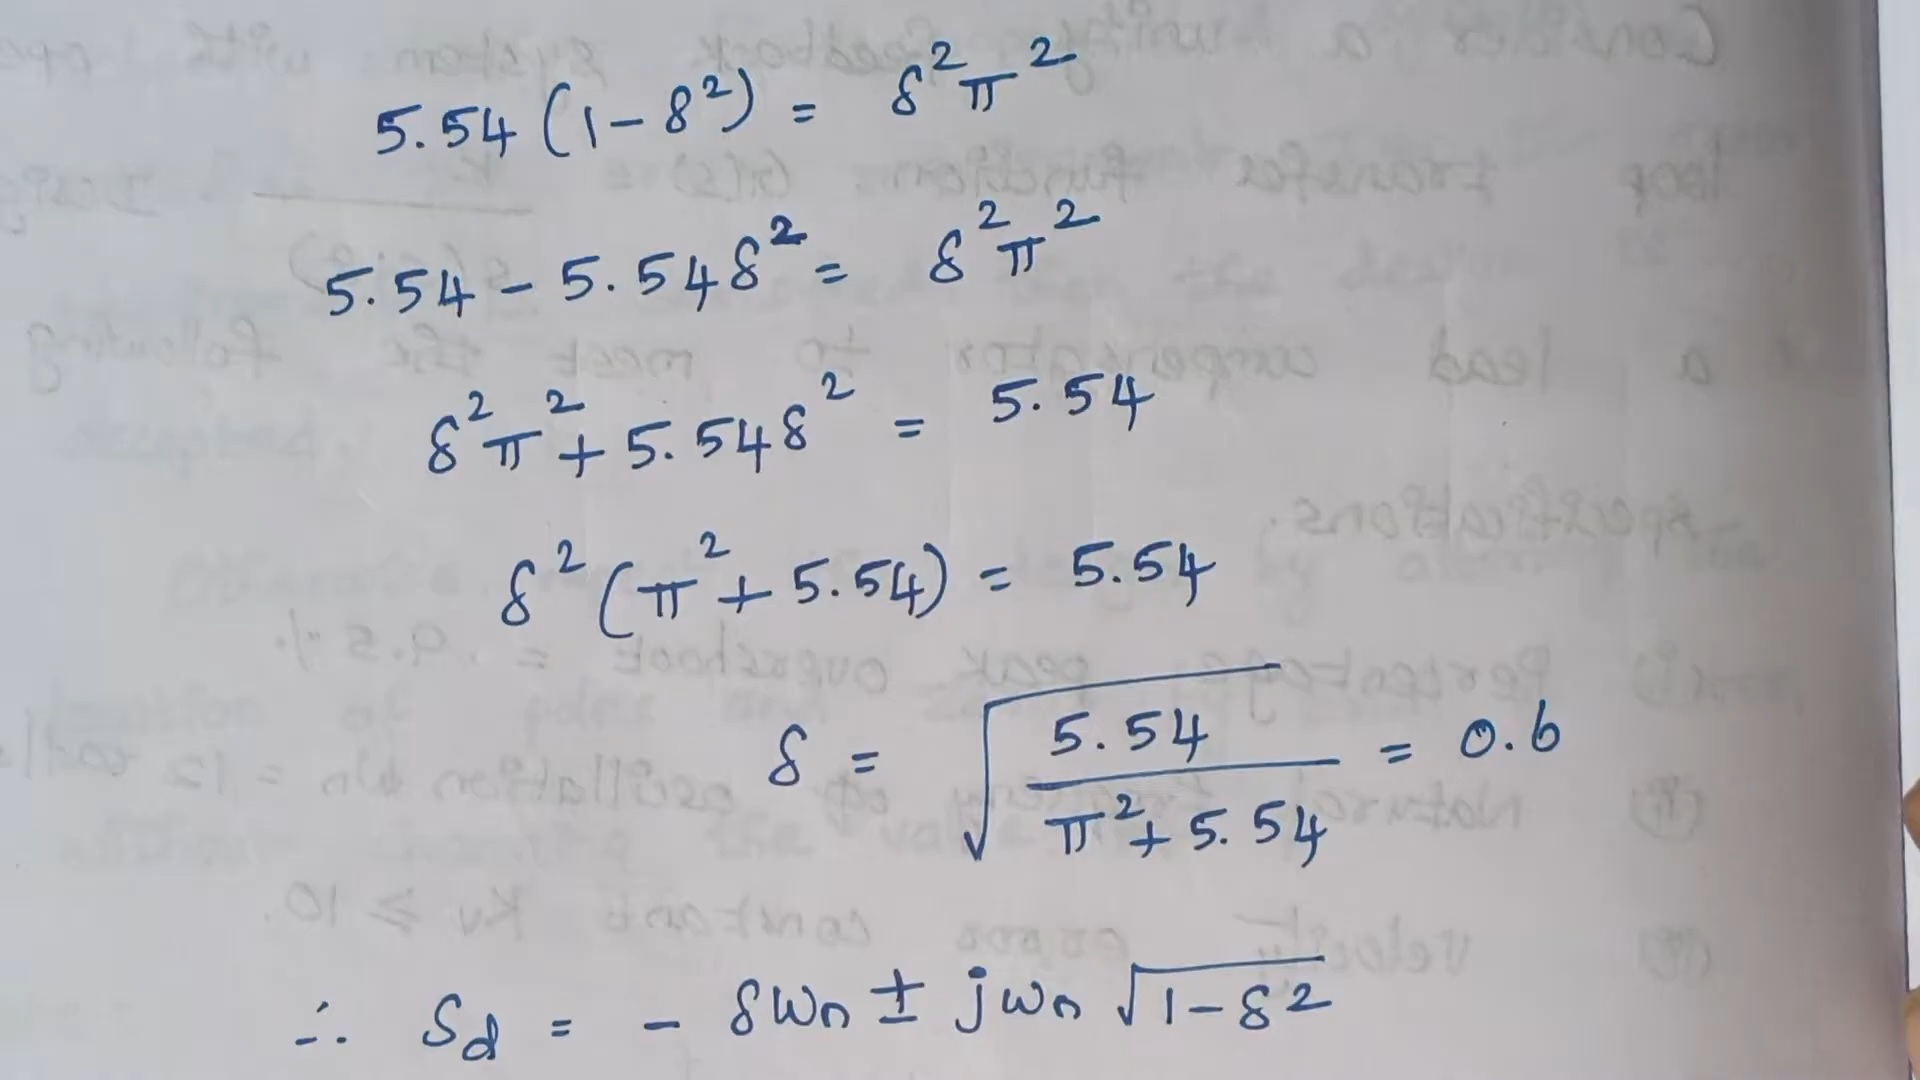 5.54 (1 - δ²) = δ²π²
5.54 - 5.54δ² = δ²π²
δ²π² + 5.54δ² = 5.54
δ² (π² + 5.54) = 5.54
δ = √(5.54 / (π² + 5.54)) = 0.6
∴ Sd = - δωn ± jωn √(1 - δ²)